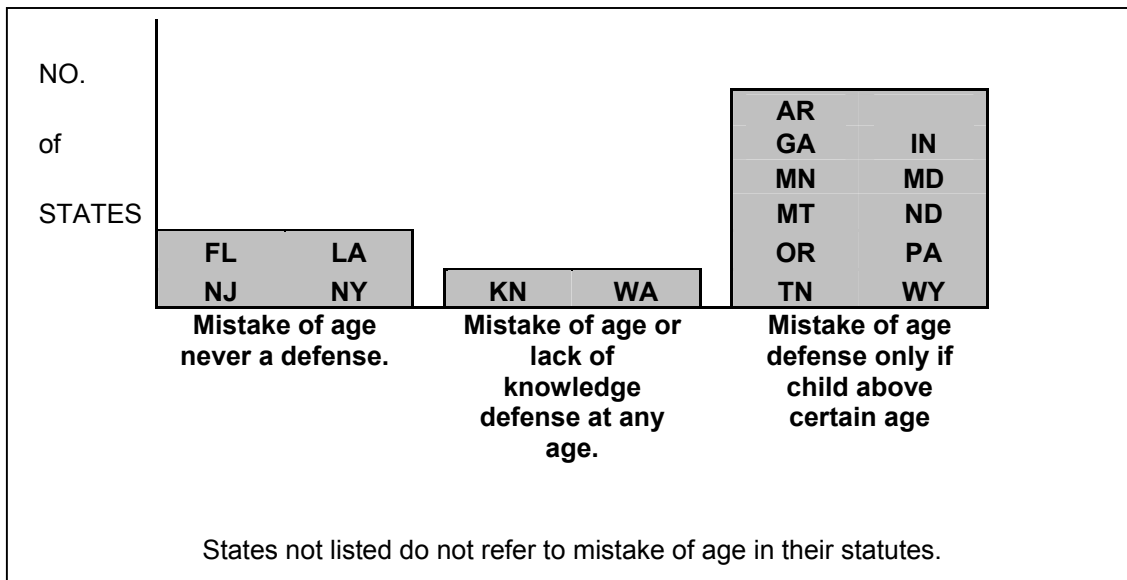 NO.
of
STATES
AR
GA IN
MN MD
MT ND
FL LA OR PA
NJ NY KN WA TN WY
Mistake of age
never a defense.
Mistake of age or
lack of
knowledge
defense at any
age.
Mistake of age
defense only if
child above
certain age
States not listed do not refer to mistake of age in their statutes.